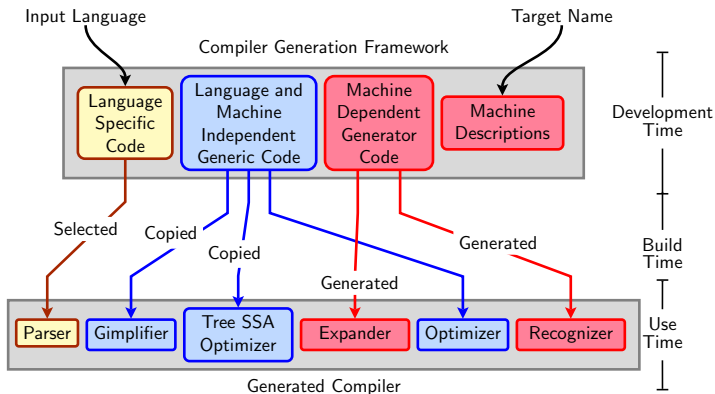 Input Language
Target Name
Compiler Generation Framework
Language
Specific
Code
Language and
Machine
Independent
Generic Code
Machine
Dependent
Generator
Code
Machine
Descriptions
Development
Time
Selected
Copied
Copied
Generated
Generated
Build
Time
Parser
Gimplifier
Tree SSA
Optimizer
Expander
Optimizer
Recognizer
Use
Time
Generated Compiler